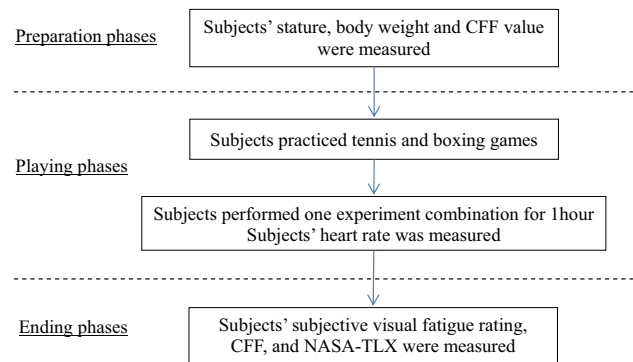 Preparation phases
Subjects’ stature, body weight and CFF value
were measured
Playing phases
Subjects practiced tennis and boxing games
Subjects performed one experiment combination for 1hour
Subjects’ heart rate was measured
Ending phases
Subjects’ subjective visual fatigue rating,
CFF, and NASA-TLX were measured